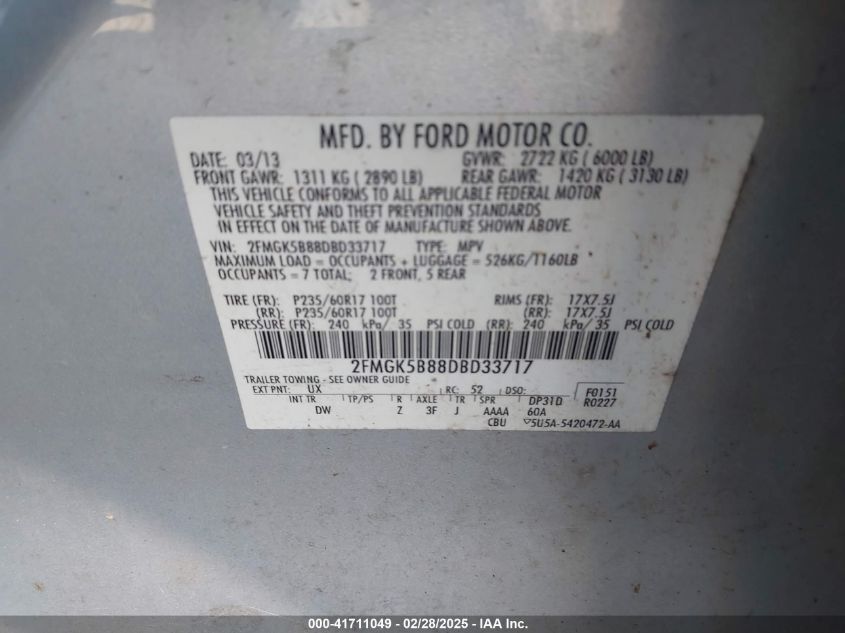 MFD. BY FORD MOTOR CO.
DATE: 03/13 GVWR: 2722 KG ( 6000 LB)
FRONT GAWR: 1311 KG ( 2890 LB) REAR GAWR: 1420 KG ( 3130 LB)
THIS VEHICLE CONFORMS TO ALL APPLICABLE FEDERAL MOTOR
VEHICLE SAFETY AND THEFT PREVENTION STANDARDS
IN EFFECT ON THE DATE OF MANUFACTURE SHOWN ABOVE.
VIN: 2FMGK5B88DBD33717 TYPE: MPV
MAXIMUM LOAD = OCCUPANTS + LUGGAGE = 526KG/1160LB
OCCUPANTS = 7 TOTAL; 2 FRONT, 5 REAR
TIRE (FR): P235/60R17 100T RIMS (FR): 17X7.5J
(RR): P235/60R17 100T (RR): 17X7.5J
PRESSURE (FR): 240 kPa/ 35 PSI COLD (RR): 240 kPa/ 35 PSI COLD
2FMGK5B88DBD33717
TRAILER TOWING - SEE OWNER GUIDE
EXT PNT: UX RC: 52 DSO: F0151
INT TR TP/PS R AXLE TR SPR DP31D R0227
DW Z 3F J AAAA 60A
CBU ▽5U5A-5420472-AA
000-41711049 02/28/2025 - Copyright IAA, LLC.